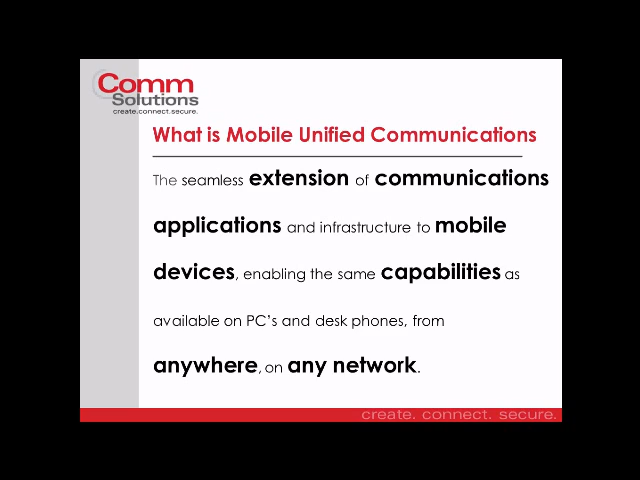 Comm
Solutions
create.connect.secure.
What is Mobile Unified Communications
The seamless extension of communications
applications and infrastructure to mobile
devices, enabling the same capabilities as
available on PC's and desk phones, from
anywhere, on any network.
create. connect. secure.